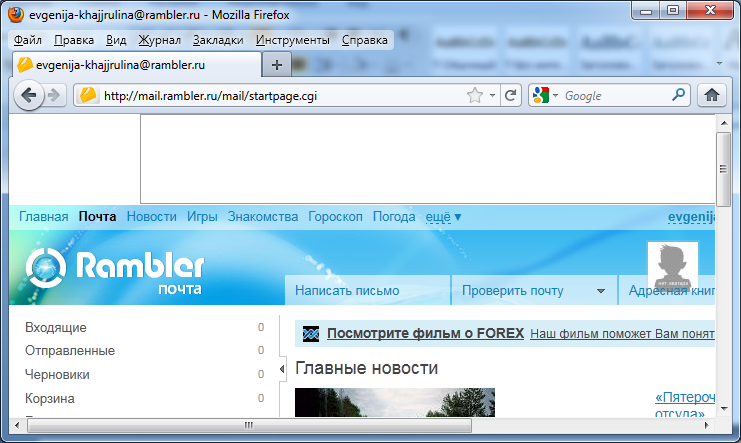 evgenija-khajjrulina@rambler.ru - Mozilla Firefox
Файл Правка Вид Журнал Закладки Инструменты Справка
evgenija-khajjrulina@rambler.ru
http://mail.rambler.ru/mail/startpage.cgi Google
Главная Почта Новости Игры Знакомства Гороскоп Погода ещё ▾ evgenija
Rambler
почта
нет аватара
Написать письмо Проверить почту Адресная книг
Входящие 0
Отправленные 0
Черновики 0
Корзина 0
Посмотрите фильм о FOREX Наш фильм поможет Вам понят
Главные новости
«Пятероч
отсуда»